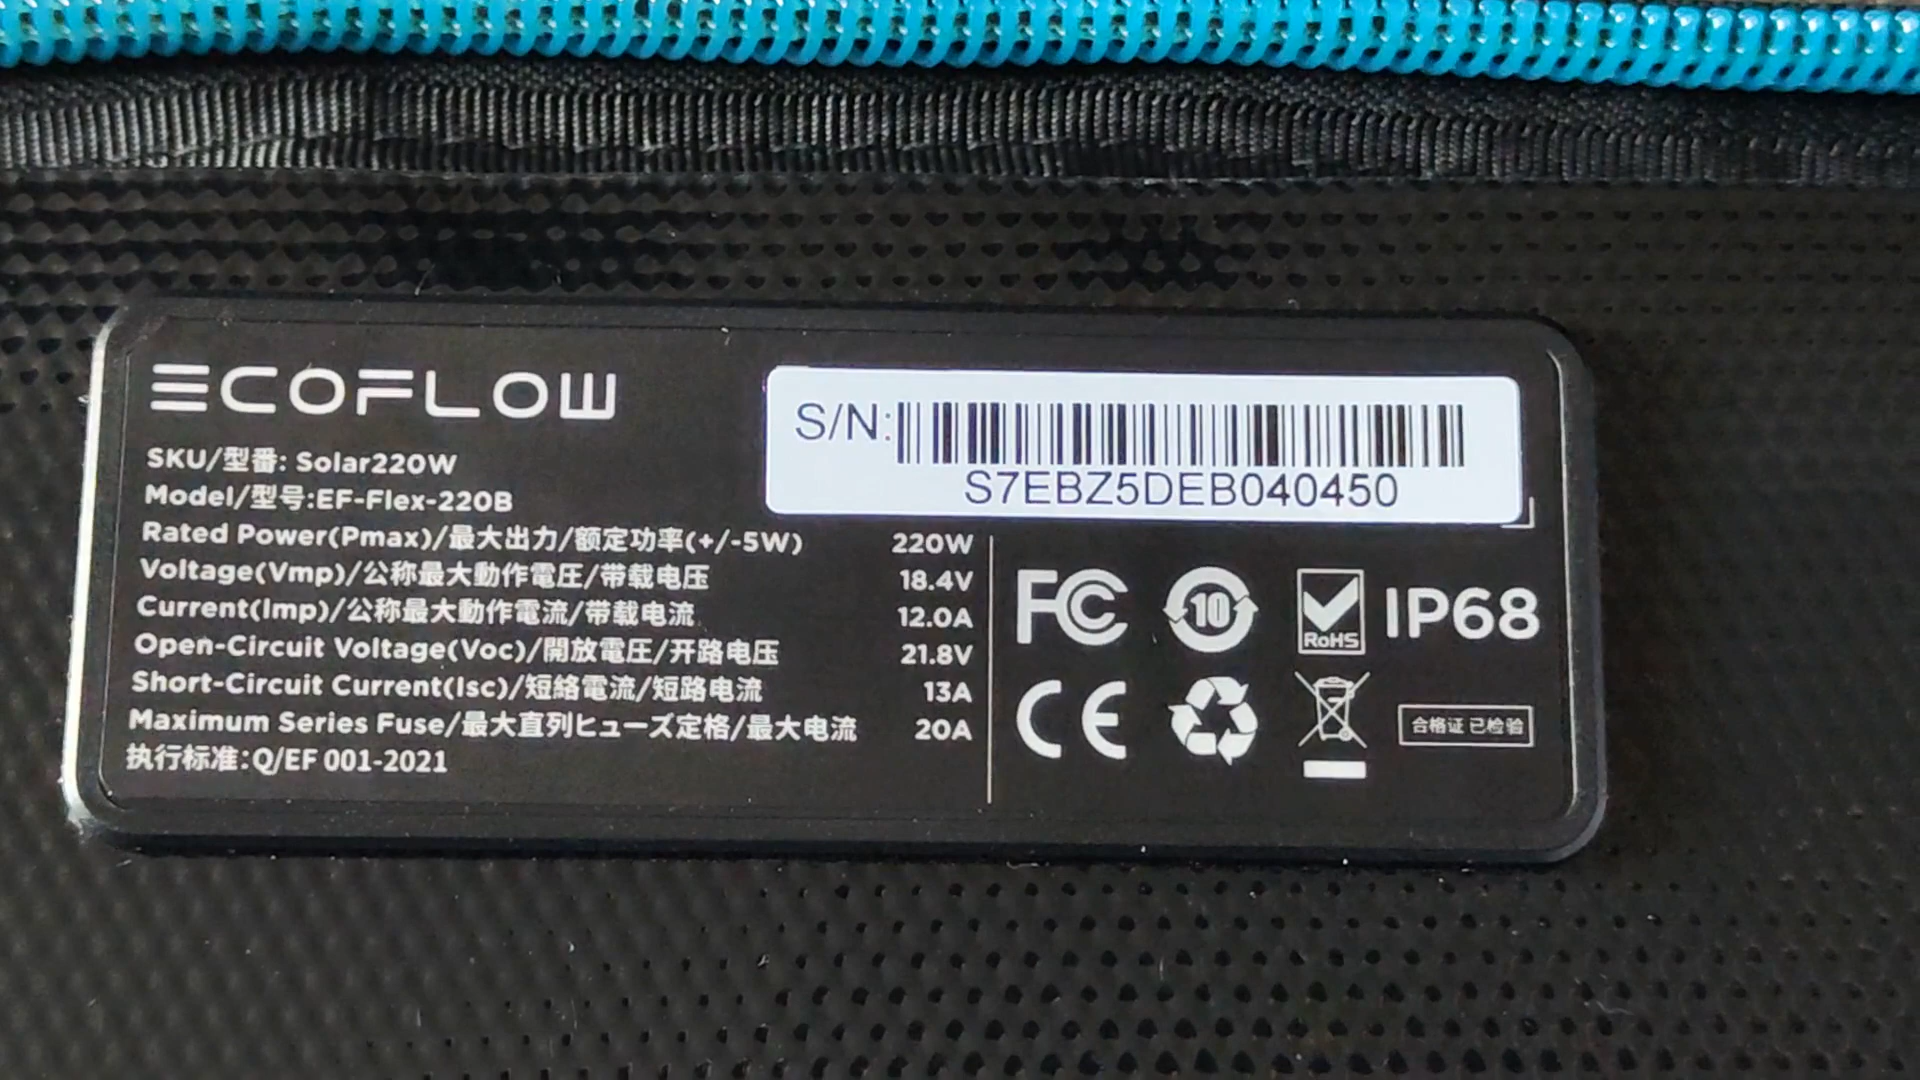 ECOFLOW
S/N:
S7EBZ5DEB040450
SKU/型番: Solar220W
Model/型号:EF-Flex-220B
Rated Power(Pmax)/最大出力/额定功率(+/-5W) 220W
Voltage(Vmp)/公称最大動作電圧/带载电压 18.4V
Current(Imp)/公称最大動作電流/带载电流 12.0A
Open-Circuit Voltage(Voc)/開放電圧/开路电压 21.8V
Short-Circuit Current(Isc)/短絡電流/短路电流 13A
Maximum Series Fuse/最大直列ヒューズ定格/最大电流 20A
执行标准:Q/EF 001-2021
FC 10 RoHS IP68
CE 合格证 已检验